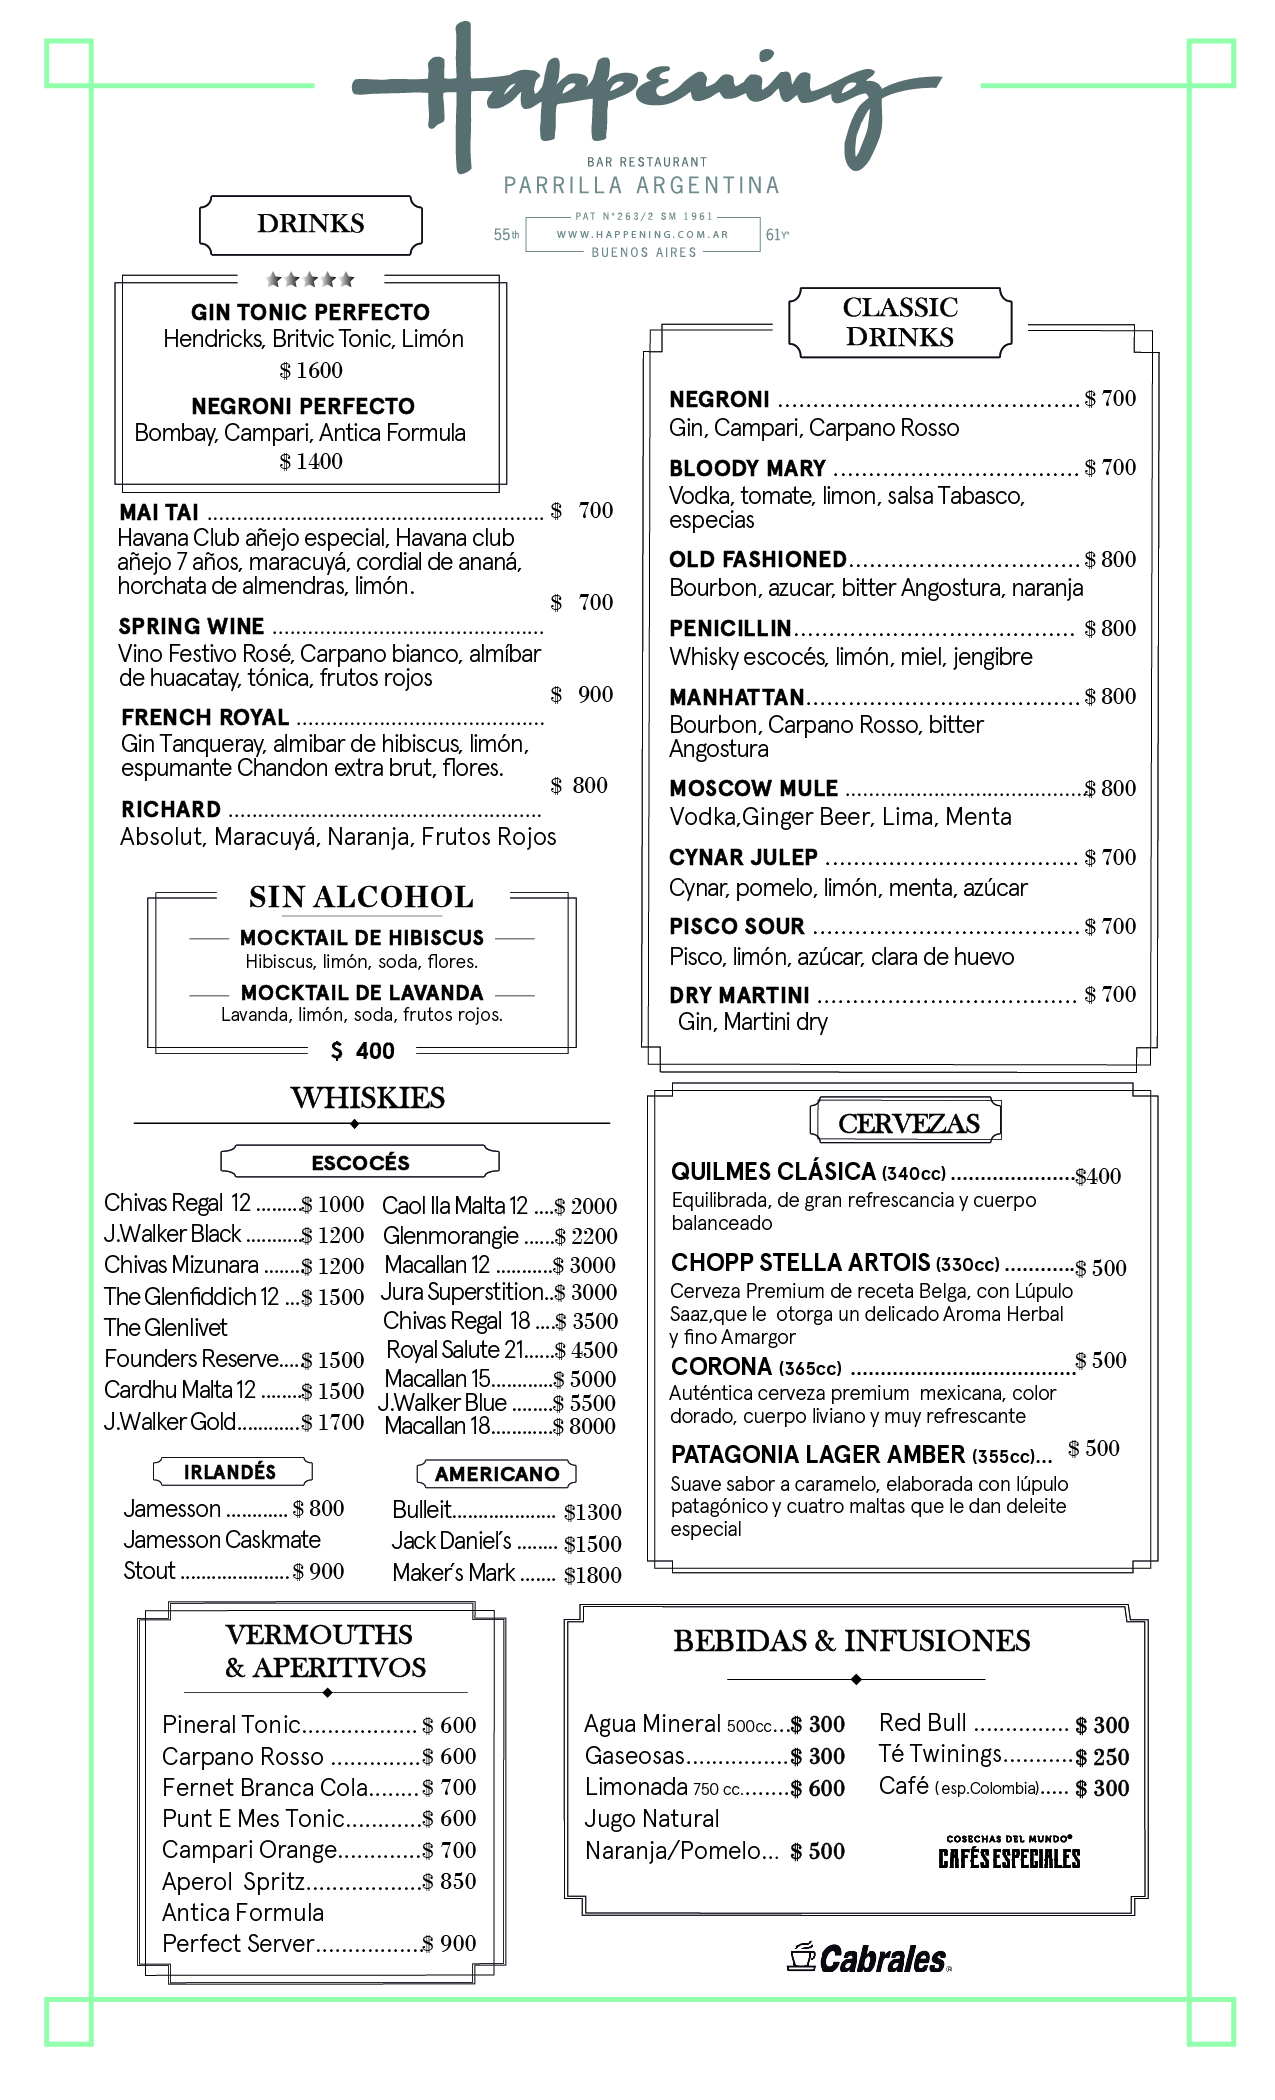 Happening
BAR RESTAURANT
PARRILLA ARGENTINA
PAT N°263/2 SM 1961
55th WWW.HAPPENING.COM.AR 61Yº
BUENOS AIRES
DRINKS
GIN TONIC PERFECTO
Hendricks, Britvic Tonic, Limón
$ 1600
NEGRONI PERFECTO
Bombay, Campari, Antica Formula
$ 1400
MAI TAI ........................................................ $ 700
Havana Club añejo especial, Havana club
añejo 7 años, maracuyá, cordial de ananá,
horchata de almendras, limón.
$ 700
SPRING WINE ..............................................
Vino Festivo Rosé, Carpano bianco, almíbar
de huacatay, tónica, frutos rojos
$ 900
FRENCH ROYAL ..........................................
Gin Tanqueray, almibar de hibiscus, limón,
espumante Chandon extra brut, flores.
$ 800
RICHARD .....................................................
Absolut, Maracuyá, Naranja, Frutos Rojos
SIN ALCOHOL
MOCKTAIL DE HIBISCUS
Hibiscus, limón, soda, flores.
MOCKTAIL DE LAVANDA
Lavanda, limón, soda, frutos rojos.
$ 400
CLASSIC
DRINKS
NEGRONI .......................................... $ 700
Gin, Campari, Carpano Rosso
BLOODY MARY .................................. $ 700
Vodka, tomate, limon, salsa Tabasco,
especias
OLD FASHIONED................................ $ 800
Bourbon, azucar, bitter Angostura, naranja
PENICILLIN...................................... $ 800
Whisky escocés, limón, miel, jengibre
MANHATTAN...................................... $ 800
Bourbon, Carpano Rosso, bitter
Angostura
MOSCOW MULE .........................................$ 800
Vodka,Ginger Beer, Lima, Menta
CYNAR JULEP ................................... $ 700
Cynar, pomelo, limón, menta, azúcar
PISCO SOUR ..................................... $ 700
Pisco, limón, azúcar, clara de huevo
DRY MARTINI .................................... $ 700
Gin, Martini dry
WHISKIES
ESCOCÉS
Chivas Regal 12 ........$ 1000
J.Walker Black ..........$ 1200
Chivas Mizunara .......$ 1200
The Glenfiddich 12 ...$ 1500
The Glenlivet
Founders Reserve....$ 1500
Cardhu Malta 12 ........$ 1500
J.Walker Gold............$ 1700
Caol Ila Malta 12 ....$ 2000
Glenmorangie ......$ 2200
Macallan 12 ...........$ 3000
Jura Superstition..$ 3000
Chivas Regal 18 ....$ 3500
Royal Salute 21......$ 4500
Macallan 15............$ 5000
J.Walker Blue ........$ 5500
Macallan 18............$ 8000
IRLANDÉS
Jamesson ............ $ 800
Jamesson Caskmate
Stout ..................... $ 900
AMERICANO
Bulleit.................... $1300
Jack Daniel´s ........ $1500
Maker´s Mark ....... $1800
CERVEZAS
QUILMES CLÁSICA (340cc) .....................$400
Equilibrada, de gran refrescancia y cuerpo
balanceado
CHOPP STELLA ARTOIS (330cc) ............$ 500
Cerveza Premium de receta Belga, con Lúpulo
Saaz,que le otorga un delicado Aroma Herbal
y fino Amargor
CORONA (365cc) ......................................$ 500
Auténtica cerveza premium mexicana, color
dorado, cuerpo liviano y muy refrescante
PATAGONIA LAGER AMBER (355cc)... $ 500
Suave sabor a caramelo, elaborada con lúpulo
patagónico y cuatro maltas que le dan deleite
especial
VERMOUTHS
& APERITIVOS
Pineral Tonic.................. $ 600
Carpano Rosso ..............$ 600
Fernet Branca Cola........ $ 700
Punt E Mes Tonic............$ 600
Campari Orange.............$ 700
Aperol Spritz..................$ 850
Antica Formula
Perfect Server.................$ 900
BEBIDAS & INFUSIONES
Agua Mineral 500cc...$ 300
Gaseosas................$ 300
Limonada 750 cc........$ 600
Jugo Natural
Naranja/Pomelo... $ 500
Red Bull ............... $ 300
Té Twinings...........$ 250
Café (esp.Colombia)..... $ 300
COSECHAS DEL MUNDO®
CAFÉS ESPECIALES
Cabrales®